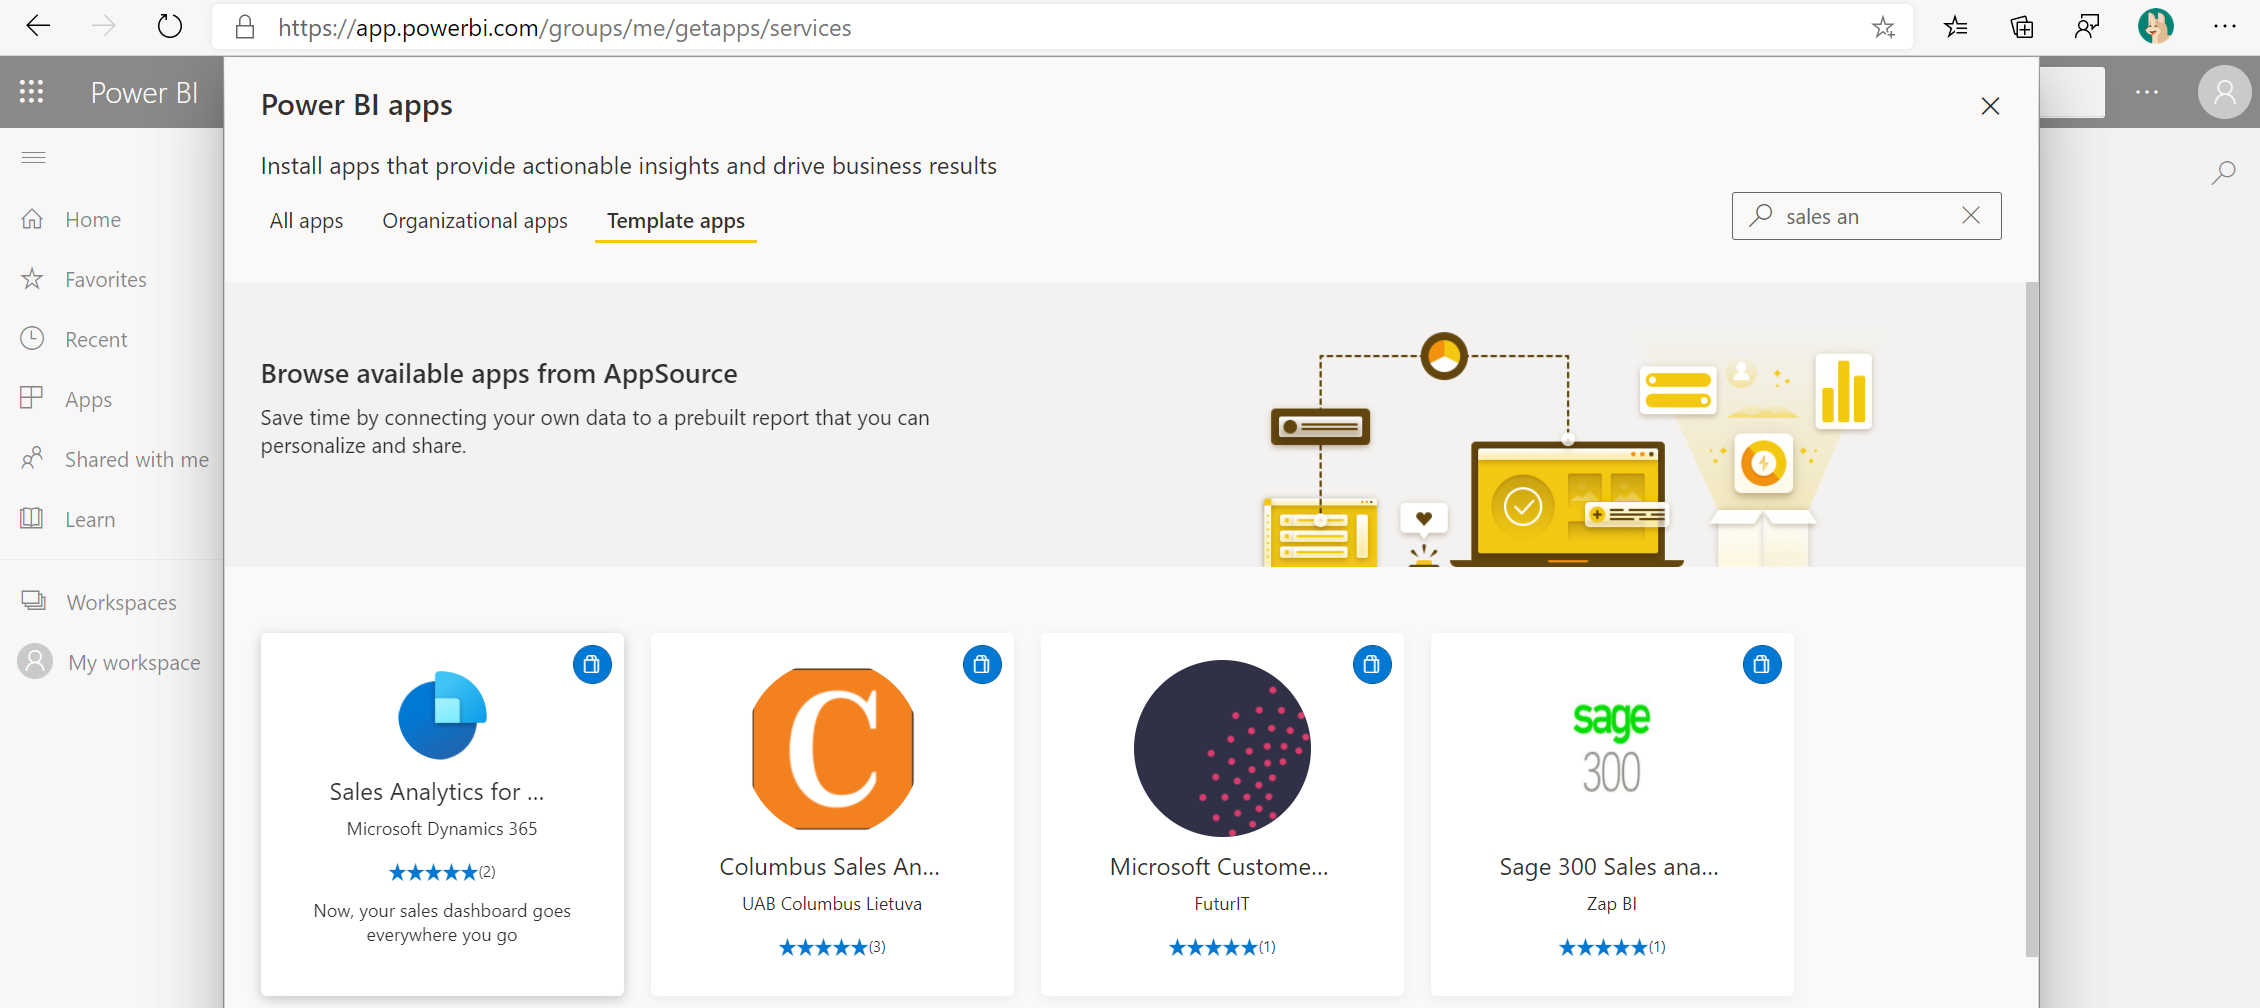 https://app.powerbi.com/groups/me/getapps/services
Power BI
Home
Favorites
Recent
Apps
Shared with me
Learn
Workspaces
My workspace
Power BI apps
Install apps that provide actionable insights and drive business results
All apps
Organizational apps
Template apps
sales an
Browse available apps from AppSource
Save time by connecting your own data to a prebuilt report that you can
personalize and share.
Sales Analytics for ...
Microsoft Dynamics 365
(2)
Now, your sales dashboard goes
everywhere you go
C
Columbus Sales An...
UAB Columbus Lietuva
(3)
Microsoft Custome...
FuturIT
(1)
sage
300
Sage 300 Sales ana...
Zap BI
(1)